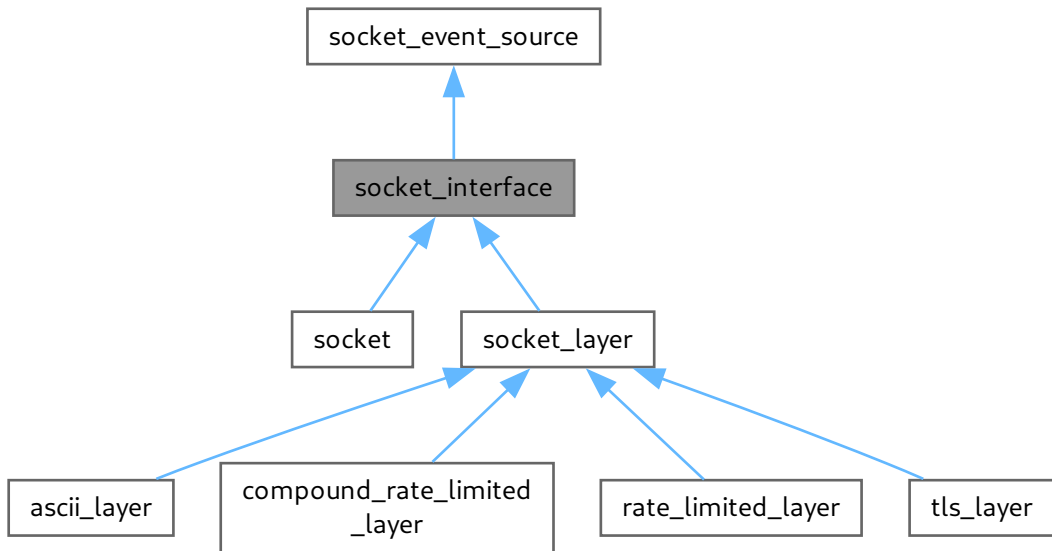 socket_event_source
socket_interface
socket
socket_layer
ascii_layer
compound_rate_limited
_layer
rate_limited_layer
tls_layer